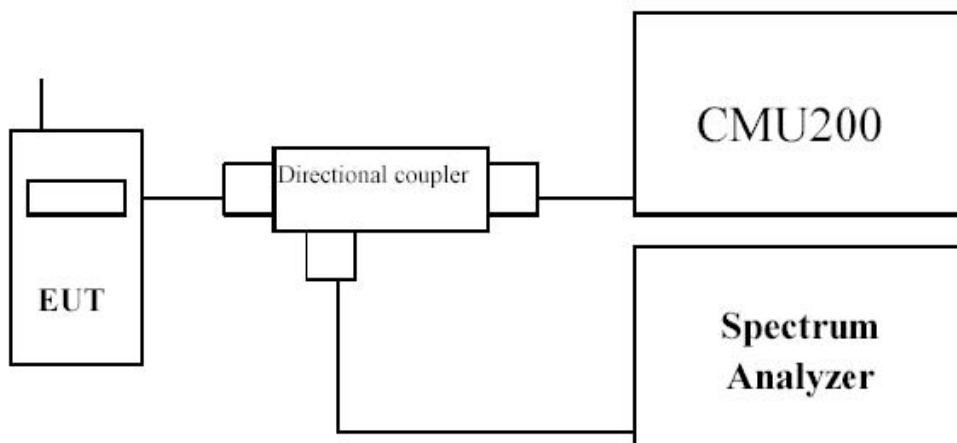 CMU200
Directional coupler
EUT
Spectrum
Analyzer